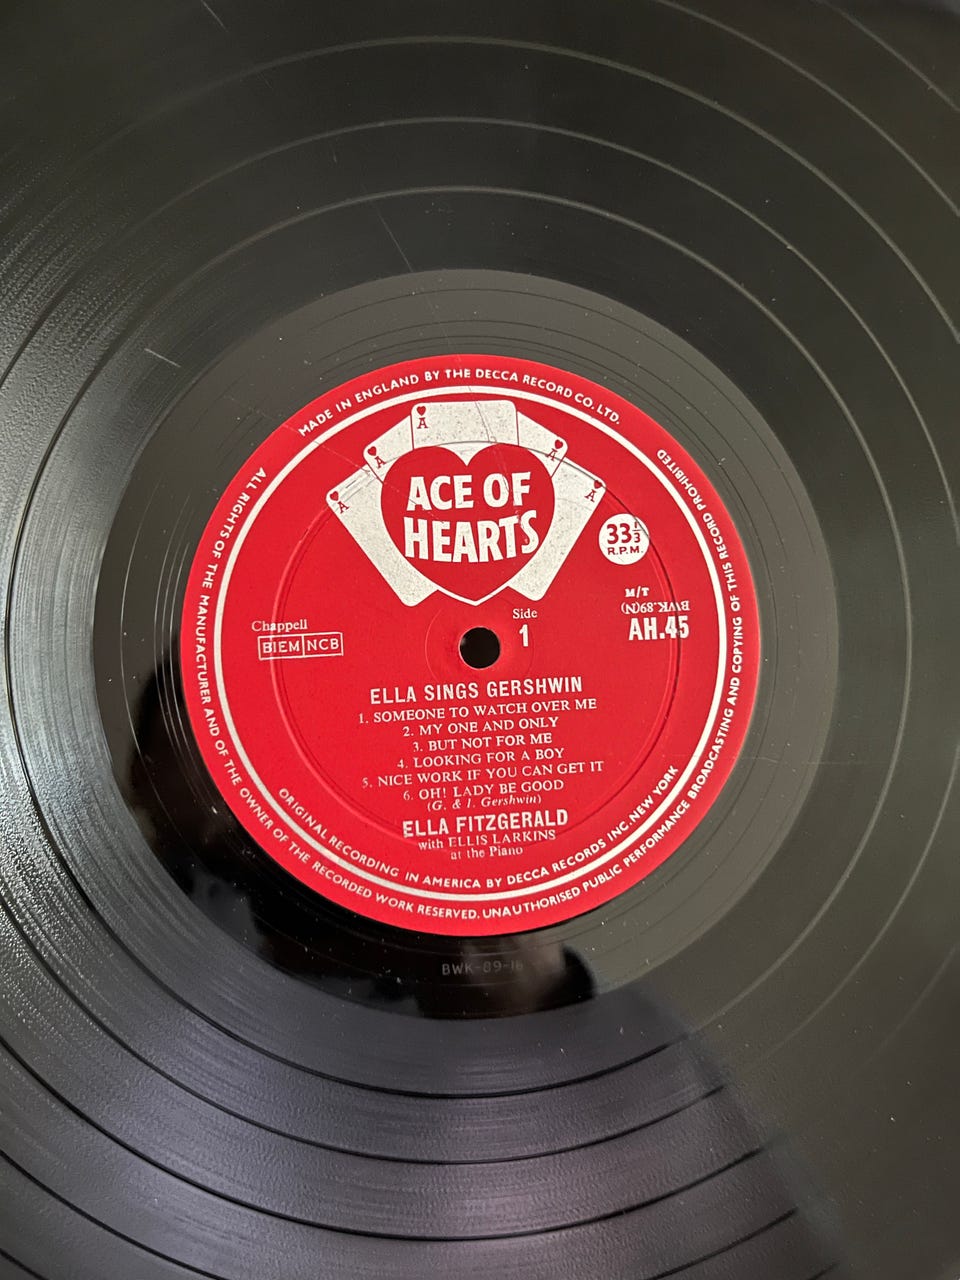 MADE IN ENGLAND BY THE DECCA RECORD CO. LTD.
ALL RIGHTS OF THE MANUFACTURER AND OF THE OWNER OF THE RECORDED WORK RESERVED. UNAUTHORISED PUBLIC PERFORMANCE BROADCASTING AND COPYING OF THIS RECORD PROHIBITED
A
A
A
A
ACE OF
HEARTS
33⅓
R.P.M.
M/T
BWK.89.(N)
AH.45
Side
1
Chappell
BIEM NCB
ELLA SINGS GERSHWIN
1. SOMEONE TO WATCH OVER ME
2. MY ONE AND ONLY
3. BUT NOT FOR ME
4. LOOKING FOR A BOY
5. NICE WORK IF YOU CAN GET IT
6. OH! LADY BE GOOD
(G. & I. Gershwin)
ELLA FITZGERALD
with ELLIS LARKINS
at the Piano
ORIGINAL RECORDING IN AMERICA BY DECCA RECORDS INC. NEW YORK